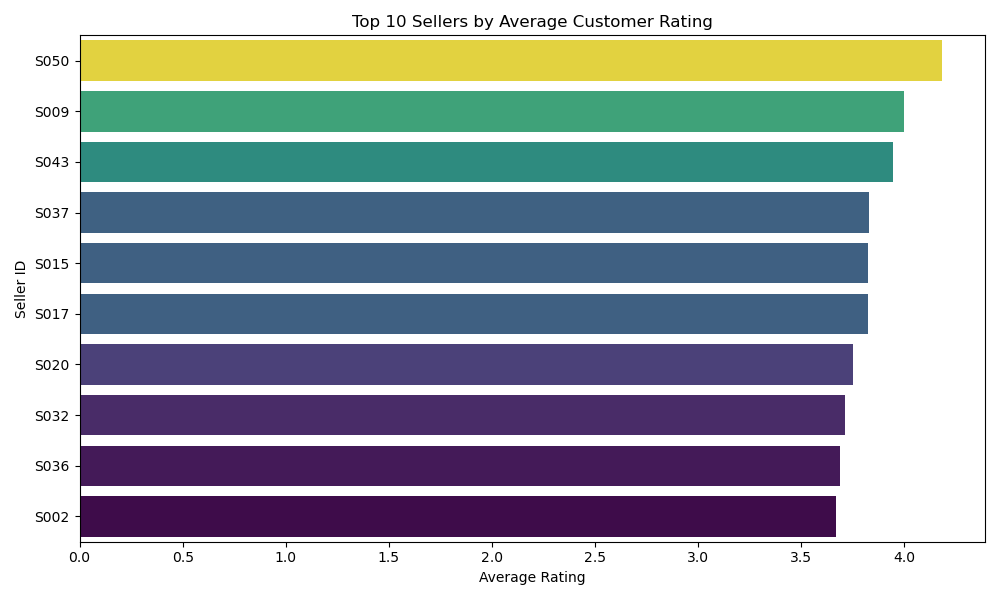 Top 10 Sellers by Average Customer Rating
S050
S009
S043
S037
S015
S017
S020
S032
S036
S002
Seller ID
0.0 0.5 1.0 1.5 2.0 2.5 3.0 3.5 4.0
Average Rating